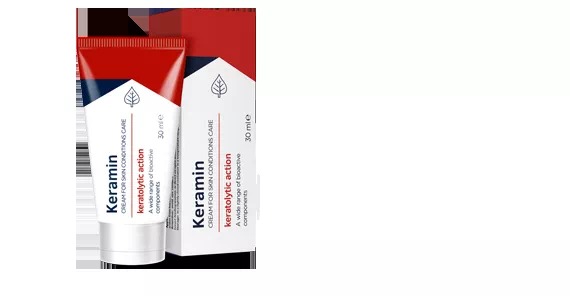 Keramin
CREAM FOR SKIN CONDITIONS CARE
keratolytic action
A wide range of bioactive
components
30 ml e
Keramin
CREAM FOR SKIN CONDITIONS CARE
keratolytic action
A wide range of bioactive
components
30 ml e